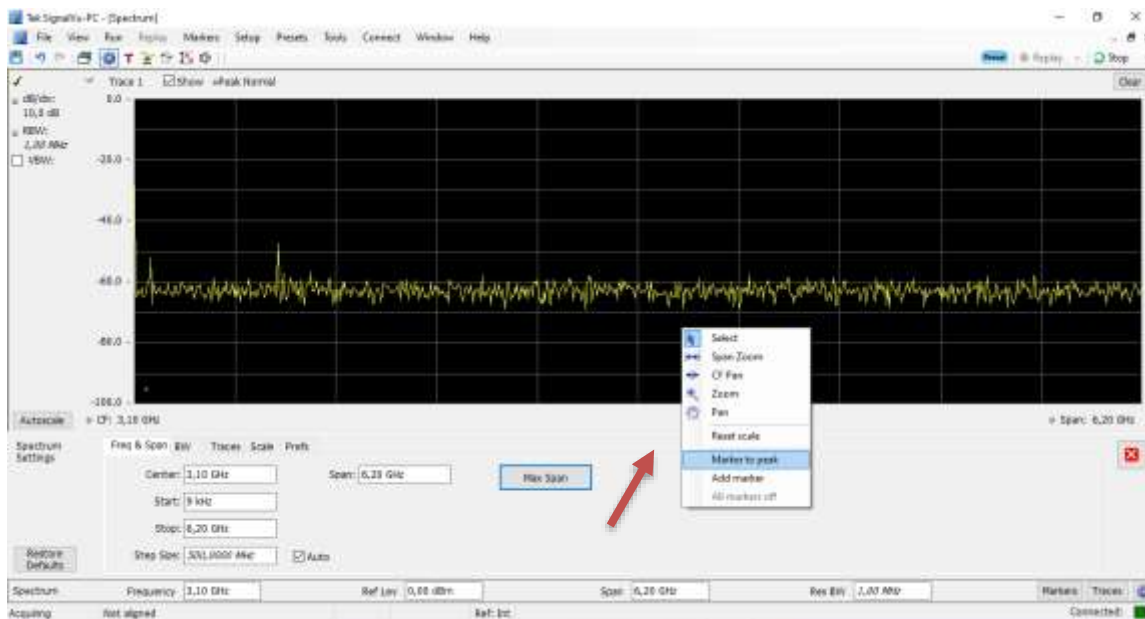 Tek SignalVu-PC - [Spectrum]
File View Run Replay Markers Setup Presets Tools Connect Window Help
Preset Replay Stop
Trace 1 Show +Peak Normal Clear
dB/div: 0.0
10,0 dB
RBW:
1,00 MHz
VBW: -20.0
-40.0
-60.0
-80.0
-100.0
Select
Span Zoom
CF Pan
Zoom
Pan
Reset scale
Marker to peak
Add marker
All markers off
Autoscale CF: 3,10 GHz Span: 6,20 GHz
Spectrum Settings
Freq & Span BW Traces Scale Prefs
Center: 3,10 GHz Span: 6,20 GHz Max Span
Start: 9 kHz
Stop: 6,20 GHz
Restore Defaults
Step Size: Auto
Spectrum Frequency 3,10 GHz Ref Lev 0,00 dBm Span 6,20 GHz Res BW 1,00 MHz Markers Traces
Acquiring Not aligned Ref: Int Connected: